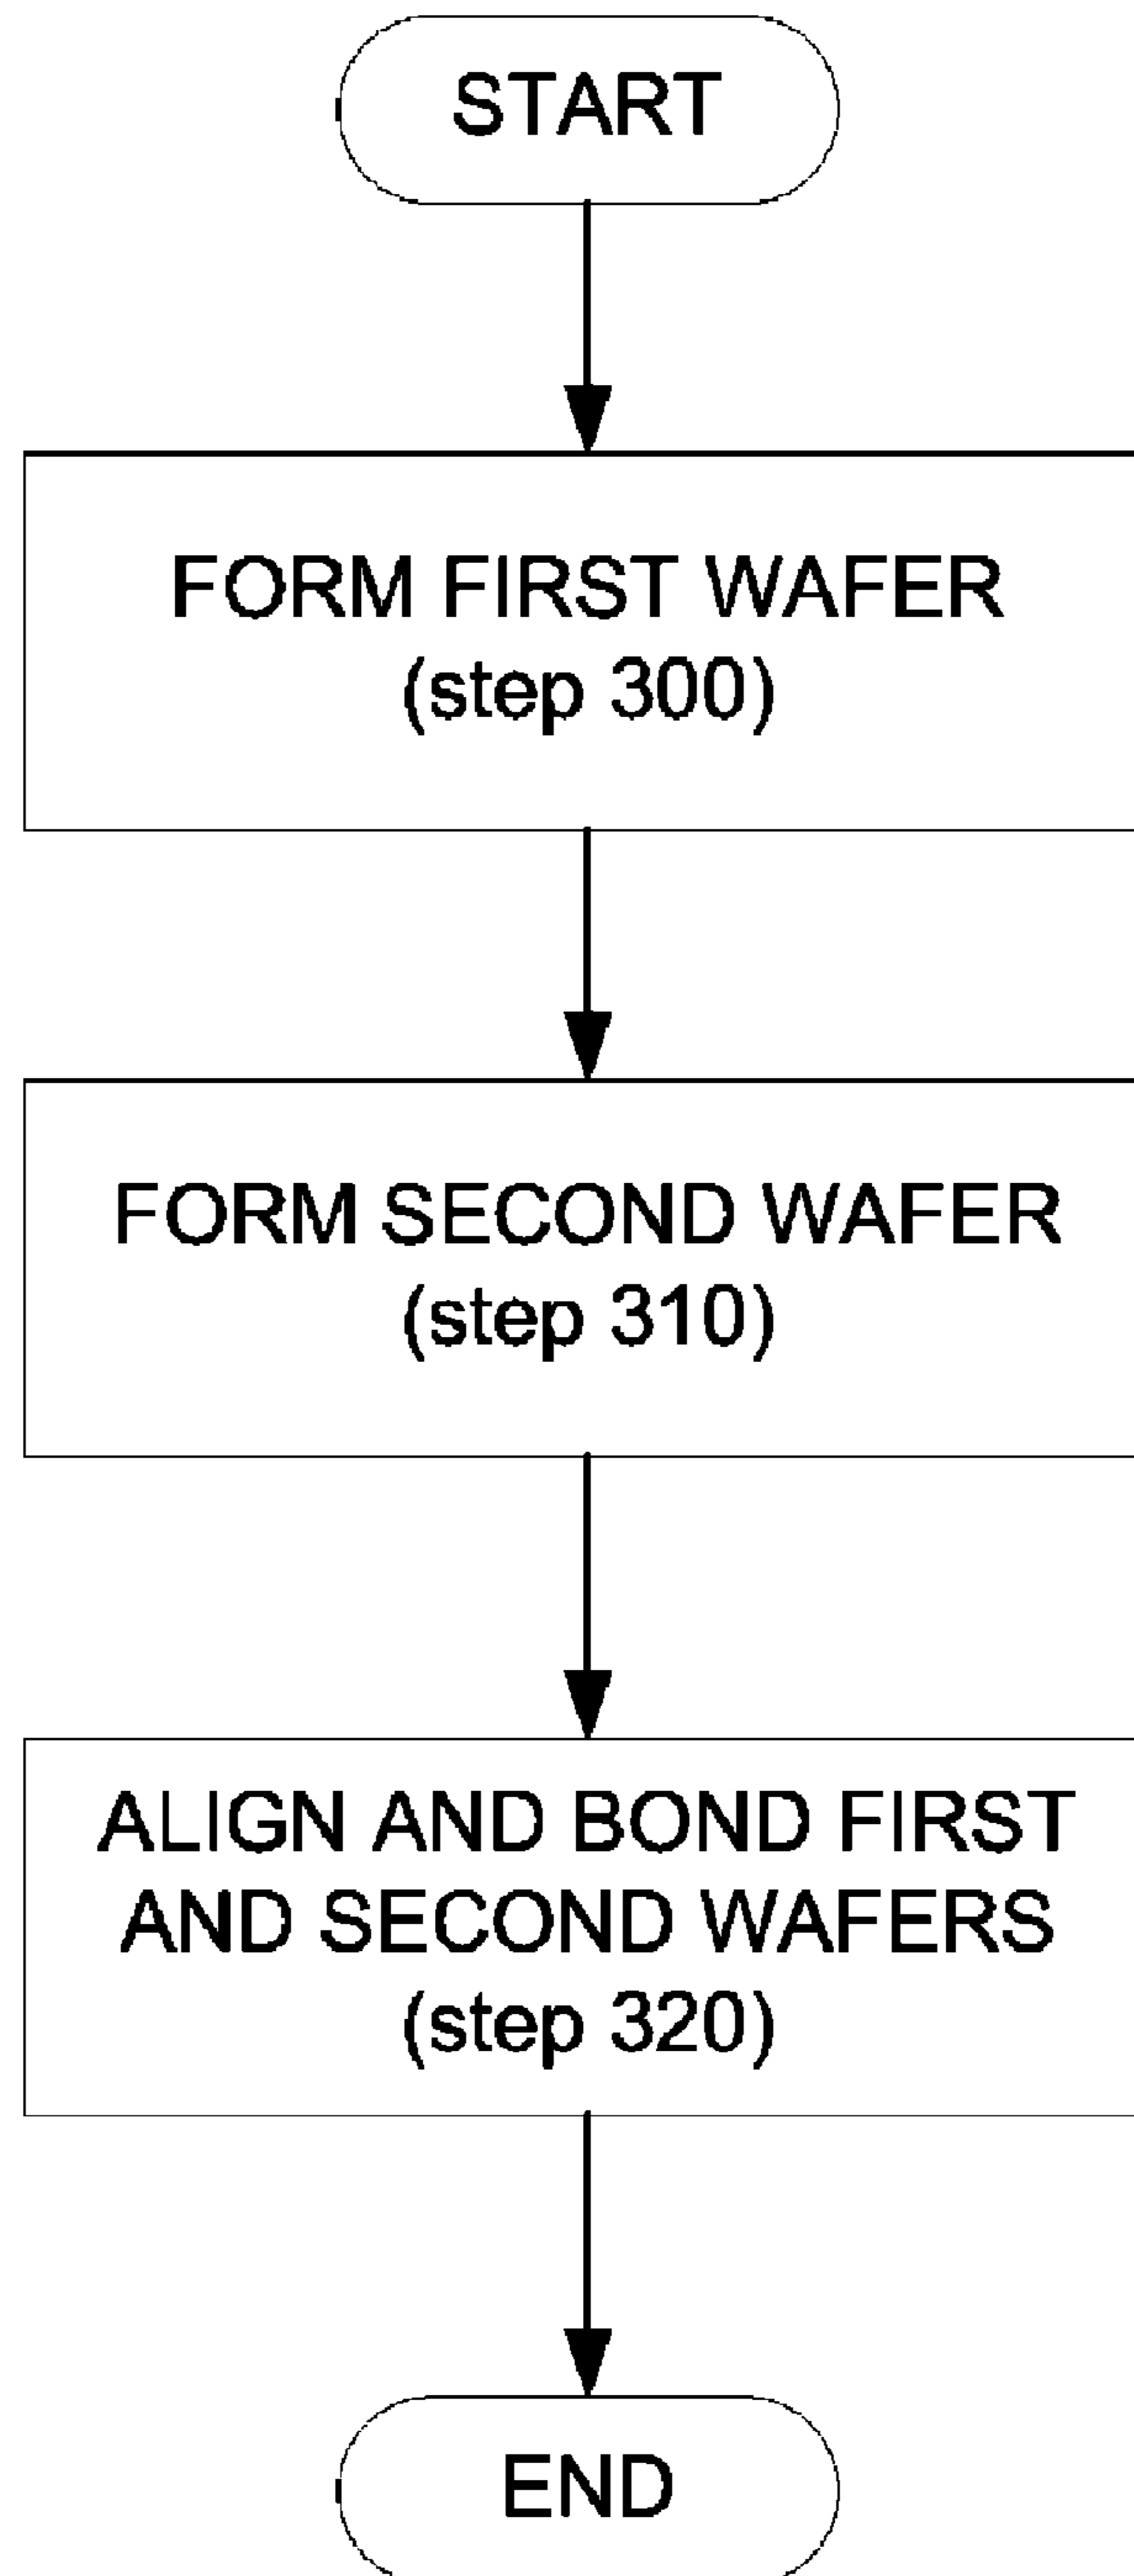 START
FORM FIRST WAFER
(step 300)
FORM SECOND WAFER
(step 310)
ALIGN AND BOND FIRST
AND SECOND WAFERS
(step 320)
END